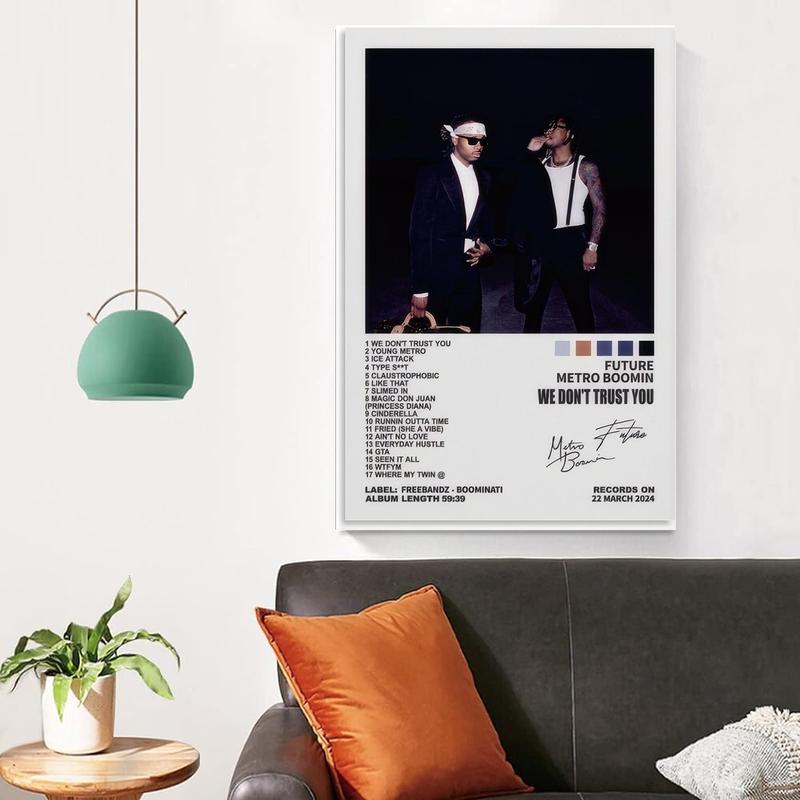 1 WE DON'T TRUST YOU
2 YOUNG METRO
3 ICE ATTACK
4 TYPE S**T
5 CLAUSTROPHOBIC
6 LIKE THAT
7 SLIMED IN
8 MAGIC DON JUAN
(PRINCESS DIANA)
9 CINDERELLA
10 RUNNIN OUTTA TIME
11 FRIED (SHE A VIBE)
12 AIN'T NO LOVE
13 EVERYDAY HUSTLE
14 GTA
15 SEEN IT ALL
16 WTFYM
17 WHERE MY TWIN @
FUTURE
METRO BOOMIN
WE DON'T TRUST YOU
Future
Metro
Boomin
LABEL: FREEBANDZ - BOOMINATI
ALBUM LENGTH 59:39
RECORDS ON
22 MARCH 2024